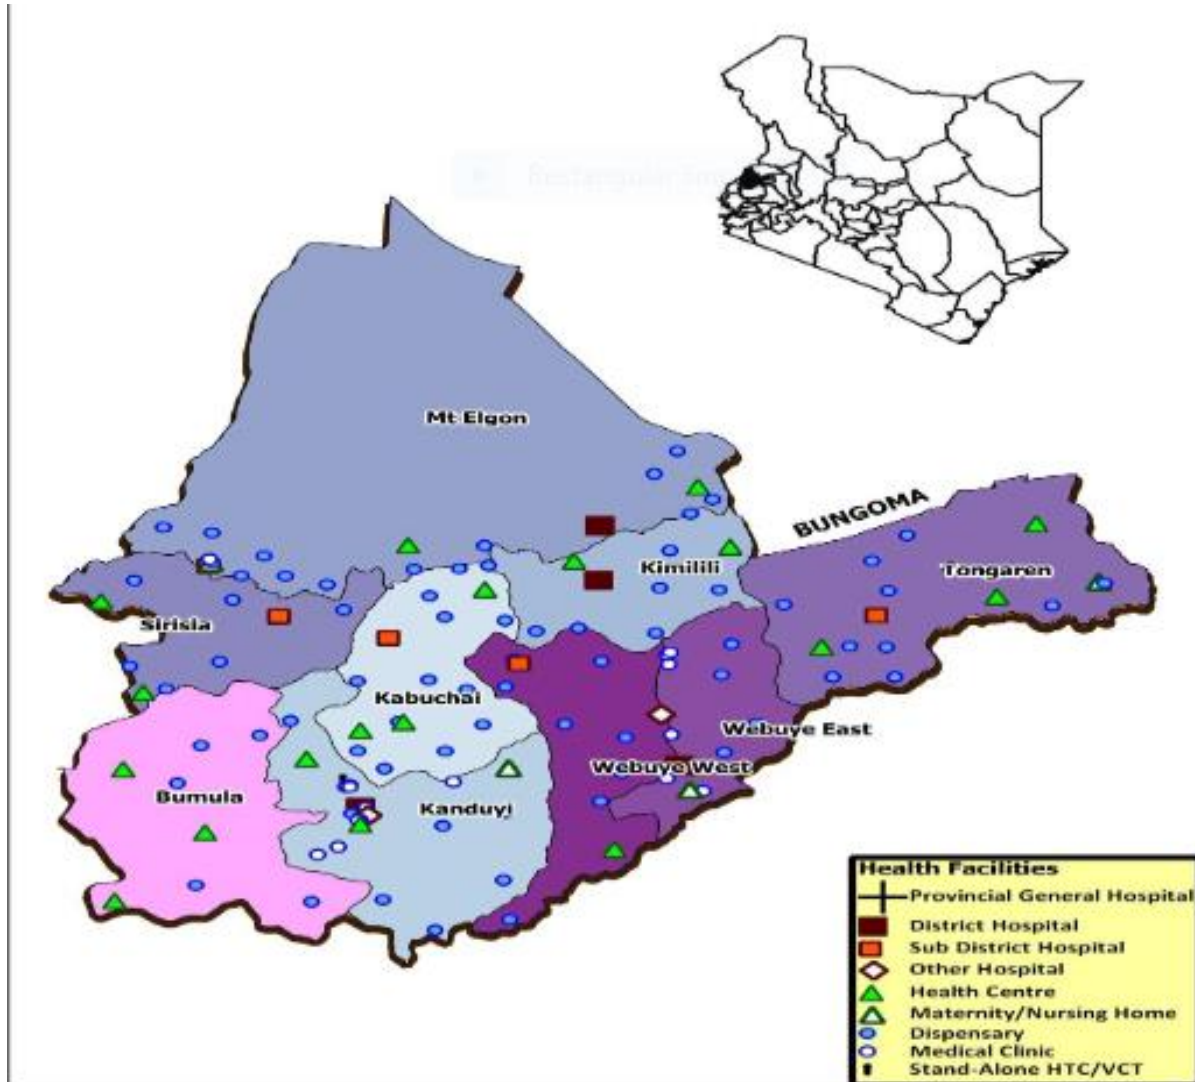 Mt Elgon
BUNGOMA
Kimilili
Tongaren
Sirisia
Kabuchai
Webuye East
Webuye West
Bumula
Kanduyi
Health Facilities
Provincial General Hospital
District Hospital
Sub District Hospital
Other Hospital
Health Centre
Maternity/Nursing Home
Dispensary
Medical Clinic
Stand-Alone HTC/VCT